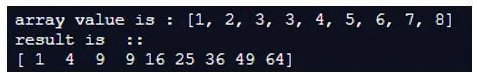 array value is : [1, 2, 3, 3, 4, 5, 6, 7, 8]
result is  ::
[ 1  4  9  9 16 25 36 49 64]